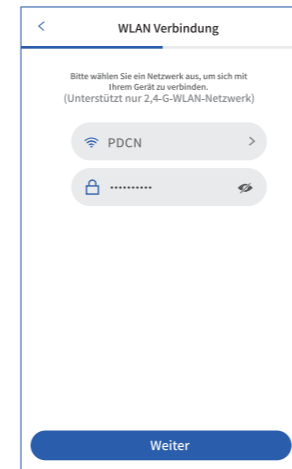 WLAN Verbindung
Bitte wählen Sie ein Netzwerk aus, um sich mit
Ihrem Gerät zu verbinden.
(Unterstützt nur 2,4-G-WLAN-Netzwerk)
PDCN
••••••••••
Weiter